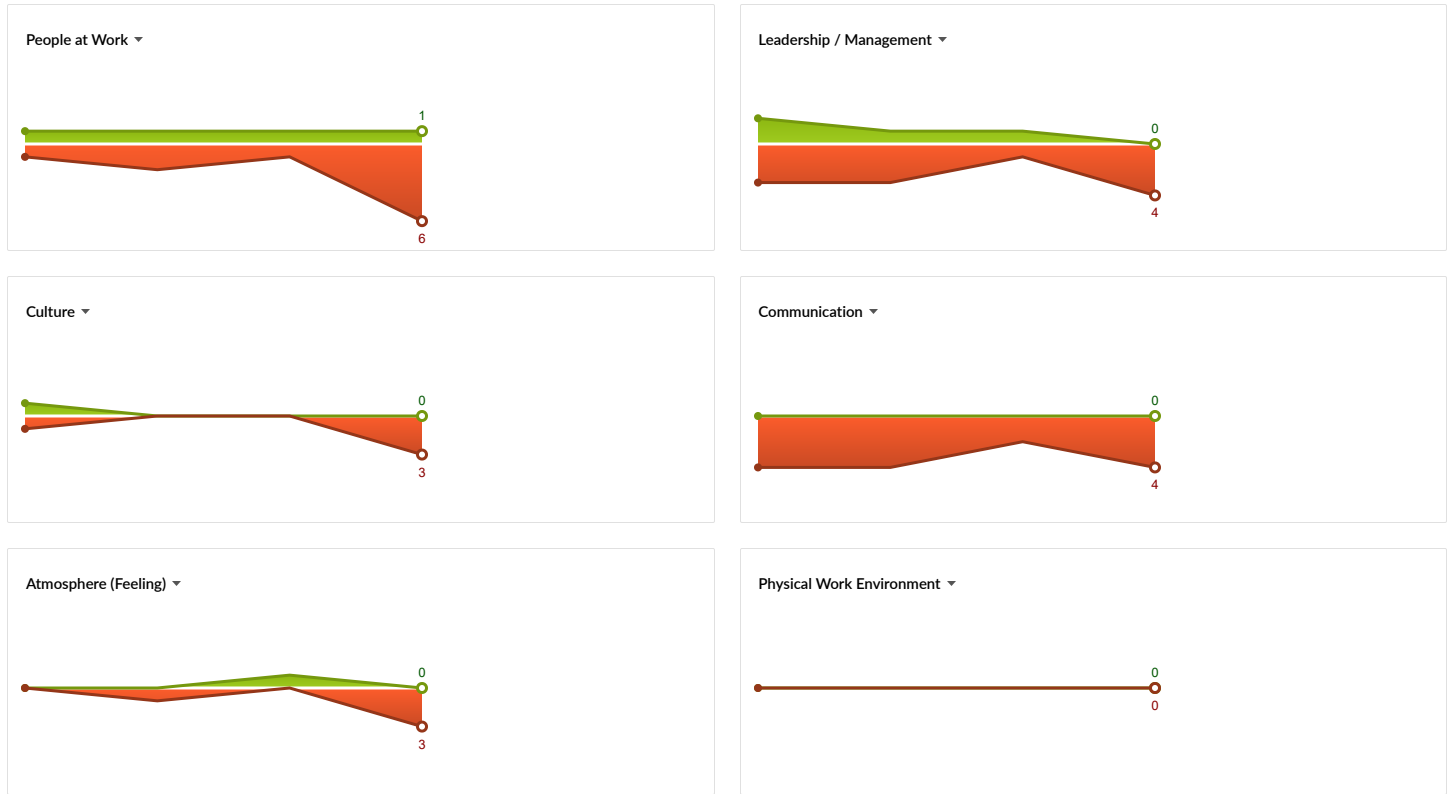 People at Work
1
6
Leadership / Management
0
4
Culture
0
3
Communication
0
4
Atmosphere (Feeling)
0
3
Physical Work Environment
0
0